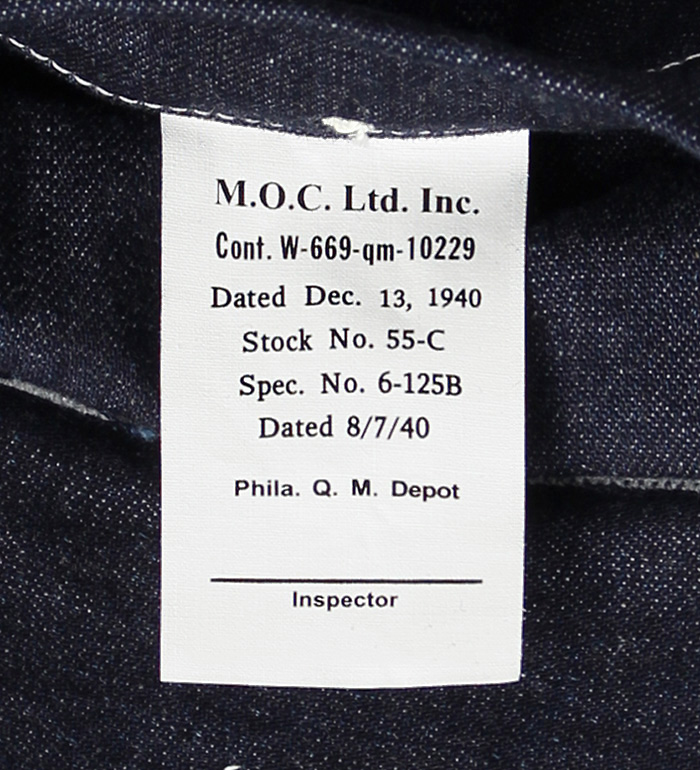 M.O.C. Ltd. Inc.
Cont. W-669-qm-10229
Dated Dec. 13, 1940
Stock No. 55-C
Spec. No. 6-125B
Dated 8/7/40
Phila. Q. M. Depot
Inspector